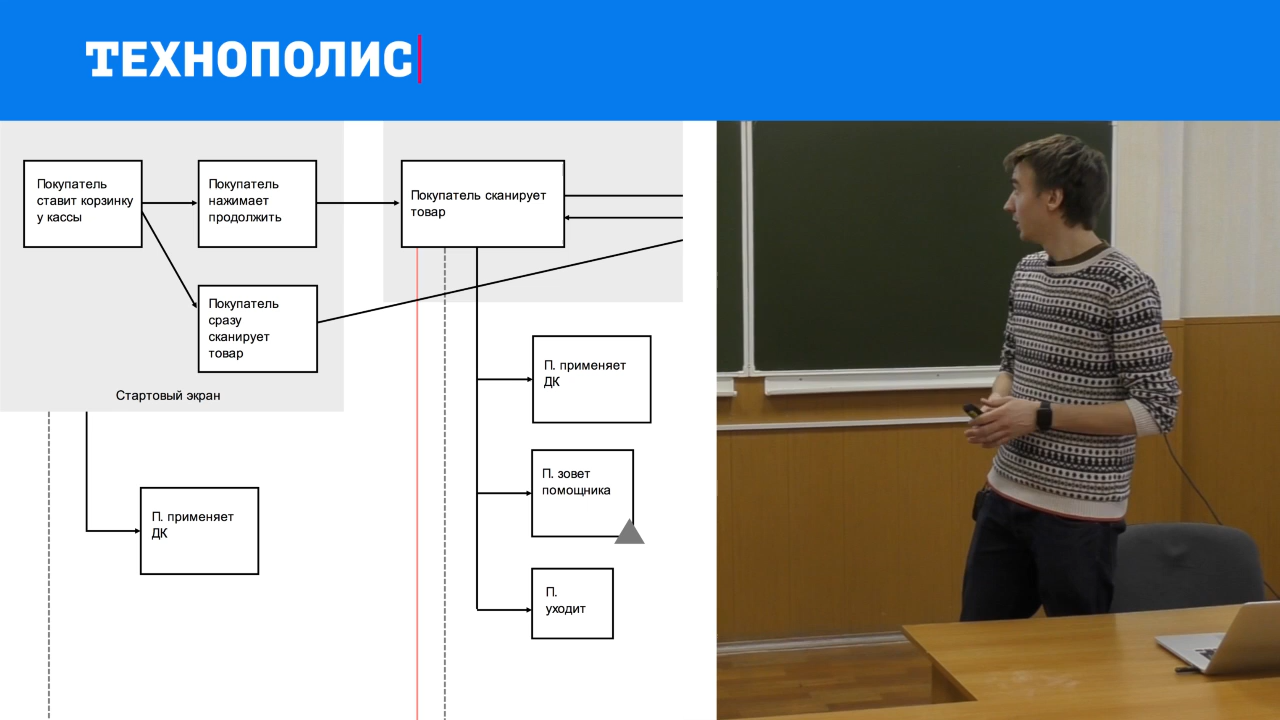 ТЕХНОПОЛИС
Покупатель
ставит корзинку
у кассы
Покупатель
нажимает
продолжить
Покупатель сканирует
товар
Покупатель
сразу
сканирует
товар
Стартовый экран
П. применяет
ДК
П. зовет
помощника
П. применяет
ДК
П.
уходит